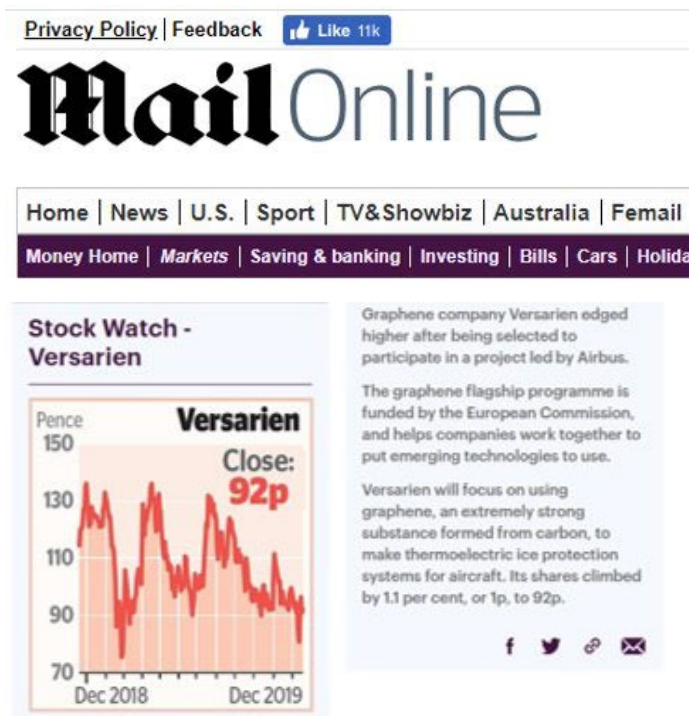 Privacy Policy | Feedback Like 11k
Mail Online
Home | News | U.S. | Sport | TV&Showbiz | Australia | Femail
Money Home | Markets | Saving & banking | Investing | Bills | Cars | Holida
Stock Watch -
Versarien
Pence
Versarien
Close:
92p
150
130
110
90
70
Dec 2018 Dec 2019
Graphene company Versarien edged
higher after being selected to
participate in a project led by Airbus.
The graphene flagship programme is
funded by the European Commission,
and helps companies work together to
put emerging technologies to use.
Versarien will focus on using
graphene, an extremely strong
substance formed from carbon, to
make thermoelectric ice protection
systems for aircraft. Its shares climbed
by 1.1 per cent, or 1p, to 92p.